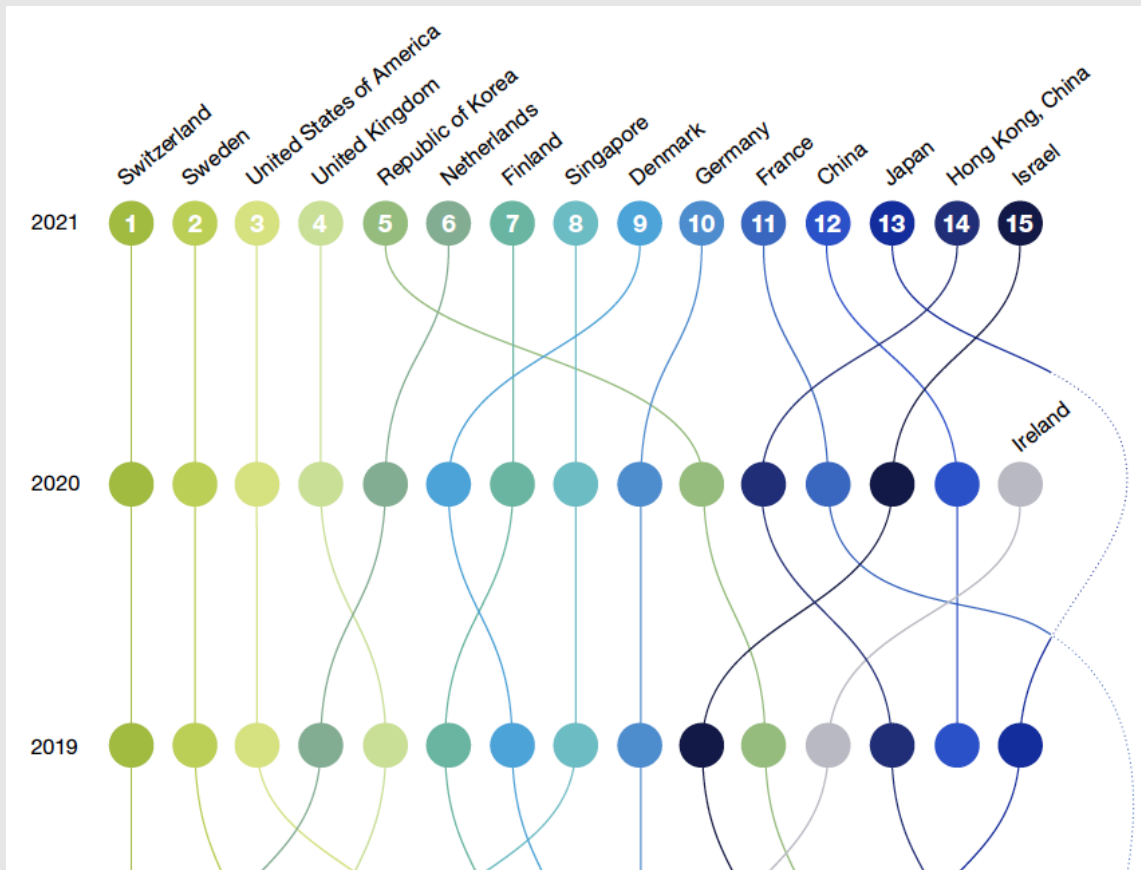 Switzerland
Sweden
United States of America
United Kingdom
Republic of Korea
Netherlands
Finland
Singapore
Denmark
Germany
France
China
Japan
Hong Kong, China
Israel
2021 1 2 3 4 5 6 7 8 9 10 11 12 13 14 15
Ireland
2020
2019